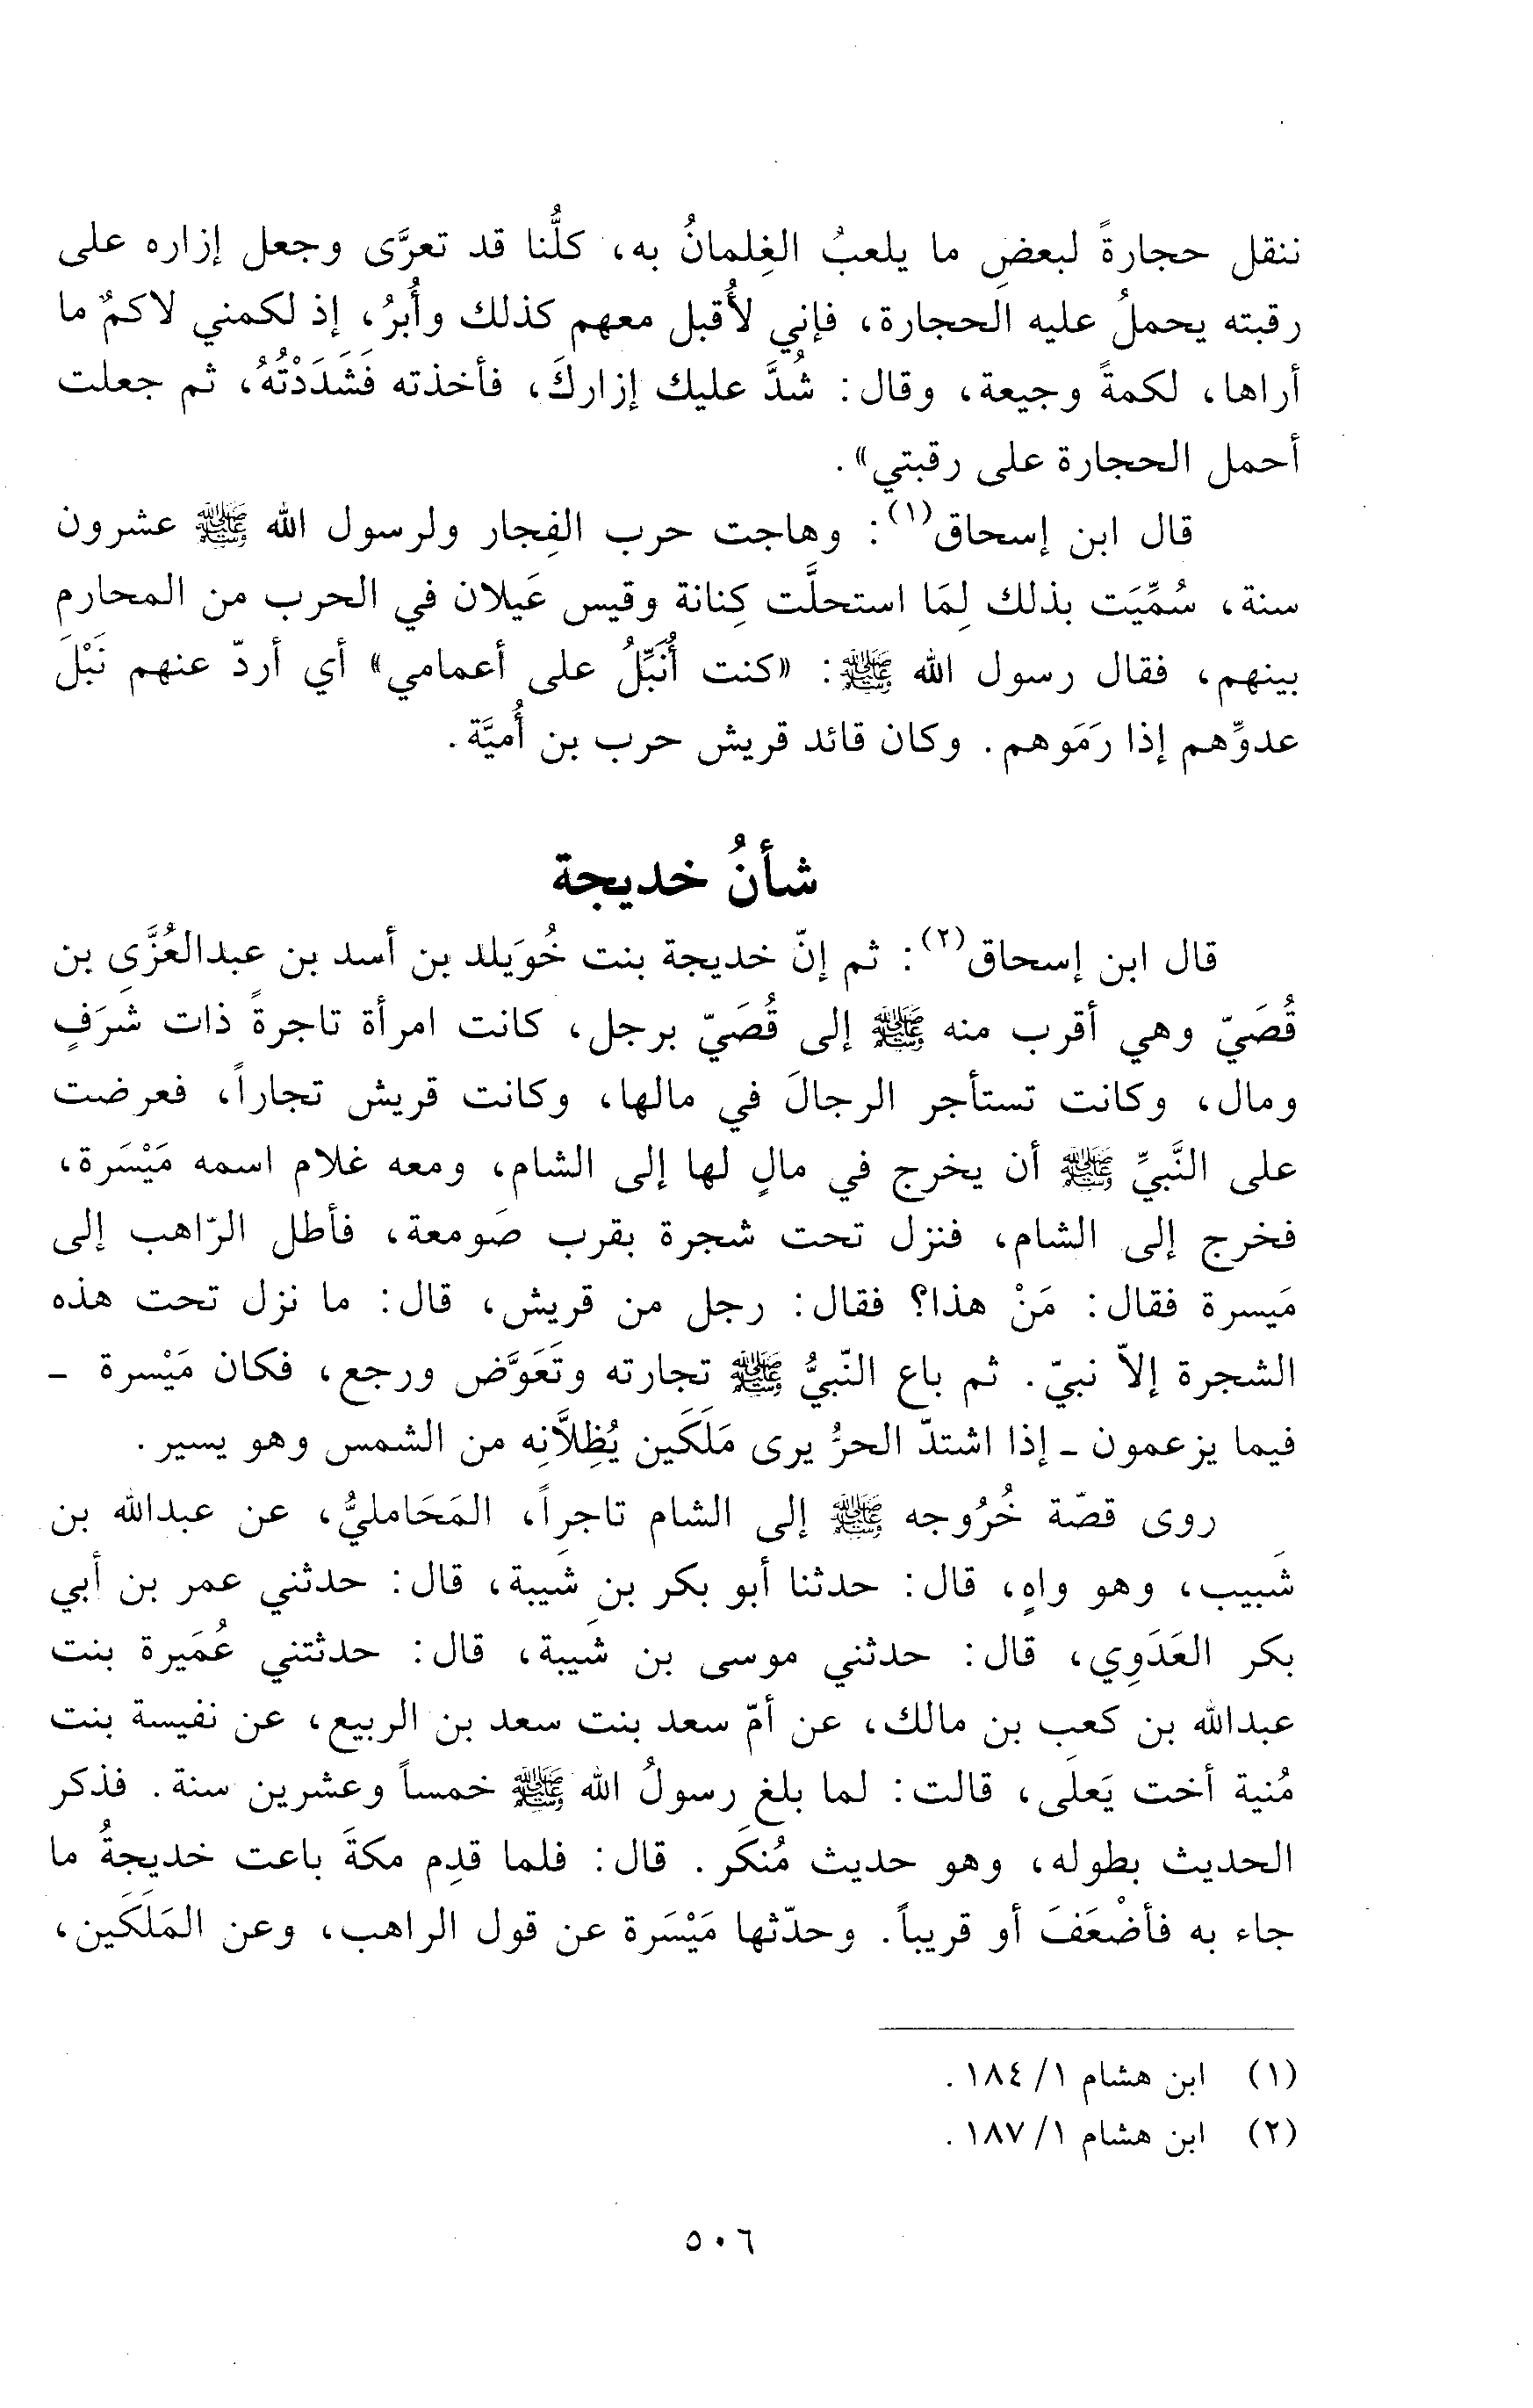 ننقل حجارةً لبعضِ ما يلعبُ الغِلمانُ به، كلُّنا قد تعرَّى وجعل إزاره على
رقبته يحملُ عليه الحجارة، فإني لأُقبل معهم كذلك وأُبرُ، إذ لكمني لاكمٌ ما
أراها، لكمةً وجيعة، وقال: شُدَّ عليك إزاركَ، فأخذته فَشَدَدْتُهُ، ثم جعلت
أحمل الحجارة على رقبتي».
قال ابن إسحاق(١): وهاجت حرب الفِجار ولرسول الله ﷺ عشرون
سنة، سُمِّيَت بذلك لِمَا استحلَّت كِنانة وقيس عَيلان في الحرب من المحارم
بينهم، فقال رسول الله ﷺ: «كنت أُنَبِّلُ على أعمامي» أي أردّ عنهم نَبْلَ
عدوِّهم إذا رَمَوهم. وكان قائد قريش حرب بن أُميَّة.
شأنُ خديجة
قال ابن إسحاق(٢): ثم إنّ خديجة بنت خُوَيلد بن أسد بن عبدالعُزَّى بن
قُصَيّ وهي أقرب منه ﷺ إلى قُصَيّ برجل، كانت امرأة تاجرةً ذات شَرَفٍ
ومال، وكانت تستأجر الرجالَ في مالها، وكانت قريش تجاراً، فعرضت
على النَّبيِّ ﷺ أن يخرج في مالٍ لها إلى الشام، ومعه غلام اسمه مَيْسَرة،
فخرج إلى الشام، فنزل تحت شجرة بقرب صَومعة، فأطل الرّاهب إلى
مَيسرة فقال: مَنْ هذا؟ فقال: رجل من قريش، قال: ما نزل تحت هذه
الشجرة إلاّ نبيّ. ثم باع النّبيُّ ﷺ تجارته وتَعَوَّض ورجع، فكان مَيْسرة -
فيما يزعمون - إذا اشتدّ الحرُّ يرى مَلَكَين يُظِلاَّنِه من الشمس وهو يسير.
روى قصّة خُرُوجه ﷺ إلى الشام تاجِراً، المَحَامليُّ، عن عبدالله بن
شَبيب، وهو واهٍ، قال: حدثنا أبو بكر بن شَيبة، قال: حدثني عمر بن أبي
بكر العَدَوِي، قال: حدثني موسى بن شَيبة، قال: حدثتني عُمَيرة بنت
عبدالله بن كعب بن مالك، عن أمّ سعد بنت سعد بن الربيع، عن نفيسة بنت
مُنية أخت يَعلَى، قالت: لما بلغ رسولُ الله ﷺ خمساً وعشرين سنة. فذكر
الحديث بطوله، وهو حديث مُنكَر. قال: فلما قدِم مكةَ باعت خديجةُ ما
جاء به فأضْعَفَ أو قريباً. وحدّثها مَيْسَرة عن قول الراهب، وعن المَلَكَين،
(١) ابن هشام ١/ ١٨٤.
(٢) ابن هشام ١/ ١٨٧.
٥٠٦